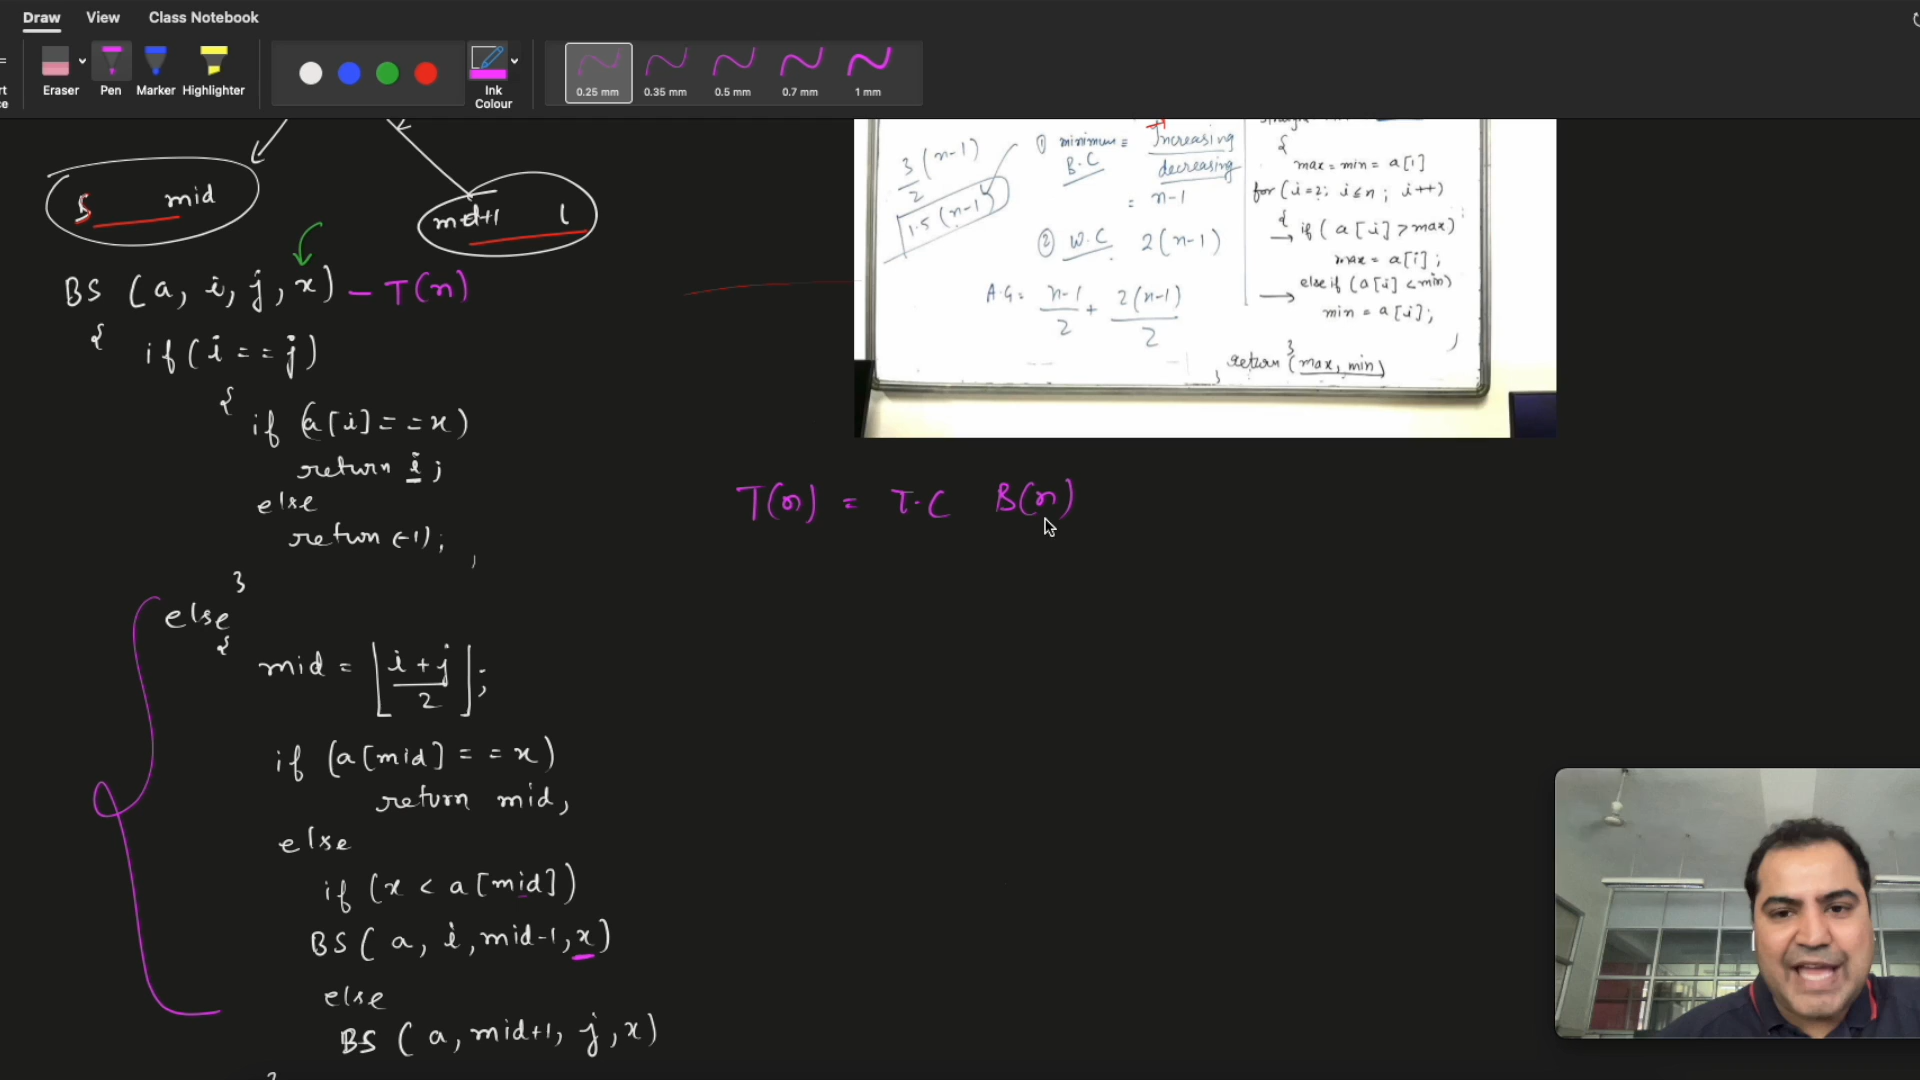 Draw View Class Notebook
Eraser Pen Marker Highlighter
Ink Colour
0.25 mm 0.35 mm 0.5 mm 0.7 mm 1 mm
mid
mid+1
BS (a, i, j, x) - T(n)
{ if (i == j)
{ if (a[i] == x)
return i;
else
return (-1);
}
else
{
mid = ⌊(i + j)/2⌋;
if (a[mid] == x)
return mid,
else
if (x < a[mid])
BS( a, i, mid-1, x)
else
BS ( a, mid+1, j, x)
3/2 (n-1)
1.5 (n-1)
① minimum = Increasing
B.C decreasing
= n-1
② W.C 2(n-1)
A.G = (n-1)/2 + 2(n-1)/2
{
max = min = a[1]
for (i=2; i≤n ; i++)
{ if ( a[i] > max)
max = a[i];
else if (a[i] < min)
min = a[i];
}
return (max, min)
T(n) = T.C B(n)